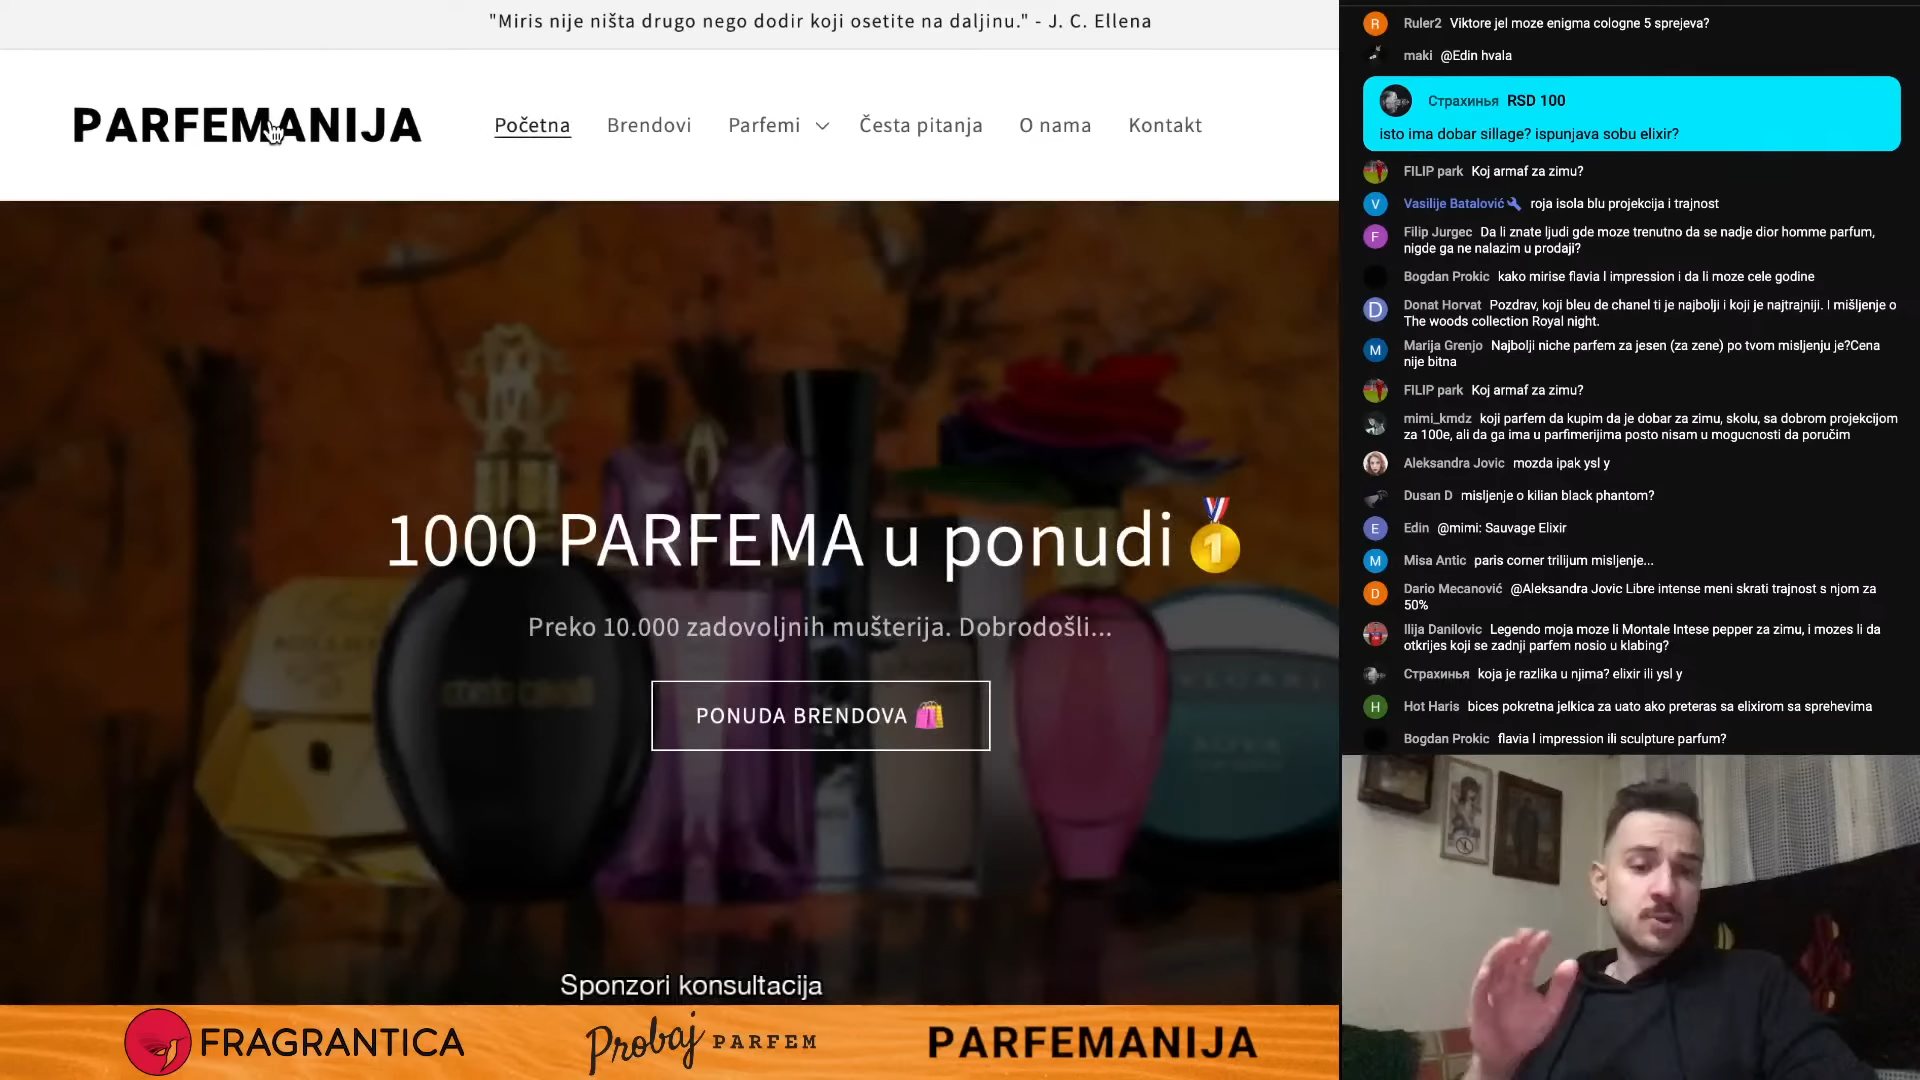 "Miris nije ništa drugo nego dodir koji osetite na daljinu." - J. C. Ellena
PARFEMANIJA
Početna
Brendovi
Parfemi
Česta pitanja
O nama
Kontakt
1000 PARFEMA u ponudi
Preko 10.000 zadovoljnih mušterija. Dobrodošli...
PONUDA BRENDOVA
Sponzori konsultacija
FRAGRANTICA
Probaj PARFEM
PARFEMANIJA
R Ruler2 Viktore jel moze enigma cologne 5 sprejeva?
maki @Edin hvala
Страхинья RSD 100
isto ima dobar sillage? ispunjava sobu elixir?
FILIP park Koj armaf za zimu?
V Vasilije Batalović roja isola blu projekcija i trajnost
F Filip Jurgec Da li znate ljudi gde moze trenutno da se nadje dior homme parfum,
nigde ga ne nalazim u prodaji?
Bogdan Prokic kako mirise flavia l impression i da li moze cele godine
D Donat Horvat Pozdrav, koji bleu de chanel ti je najbolji i koji je najtrajniji. I mišljenje o
The woods collection Royal night.
M Marija Grenjo Najbolji niche parfem za jesen (za zene) po tvom misljenju je?Cena
nije bitna
FILIP park Koj armaf za zimu?
mimi_kmdz koji parfem da kupim da je dobar za zimu, skolu, sa dobrom projekcijom
za 100e, ali da ga ima u parfimerijima posto nisam u mogucnosti da poručim
Aleksandra Jovic mozda ipak ysl y
Dusan D misljenje o kilian black phantom?
E Edin @mimi: Sauvage Elixir
M Misa Antic paris corner trilijum misljenje...
D Dario Mecanović @Aleksandra Jovic Libre intense meni skrati trajnost s njom za
50%
Ilija Danilovic Legendo moja moze li Montale Intese pepper za zimu, i mozes li da
otkrijes koji se zadnji parfem nosio u klabing?
Страхинья koja je razlika u njima? elixir ili ysl y
H Hot Haris bices pokretna jelkica za uato ako preteras sa elixirom sa sprehevima
Bogdan Prokic flavia l impression ili sculpture parfum?